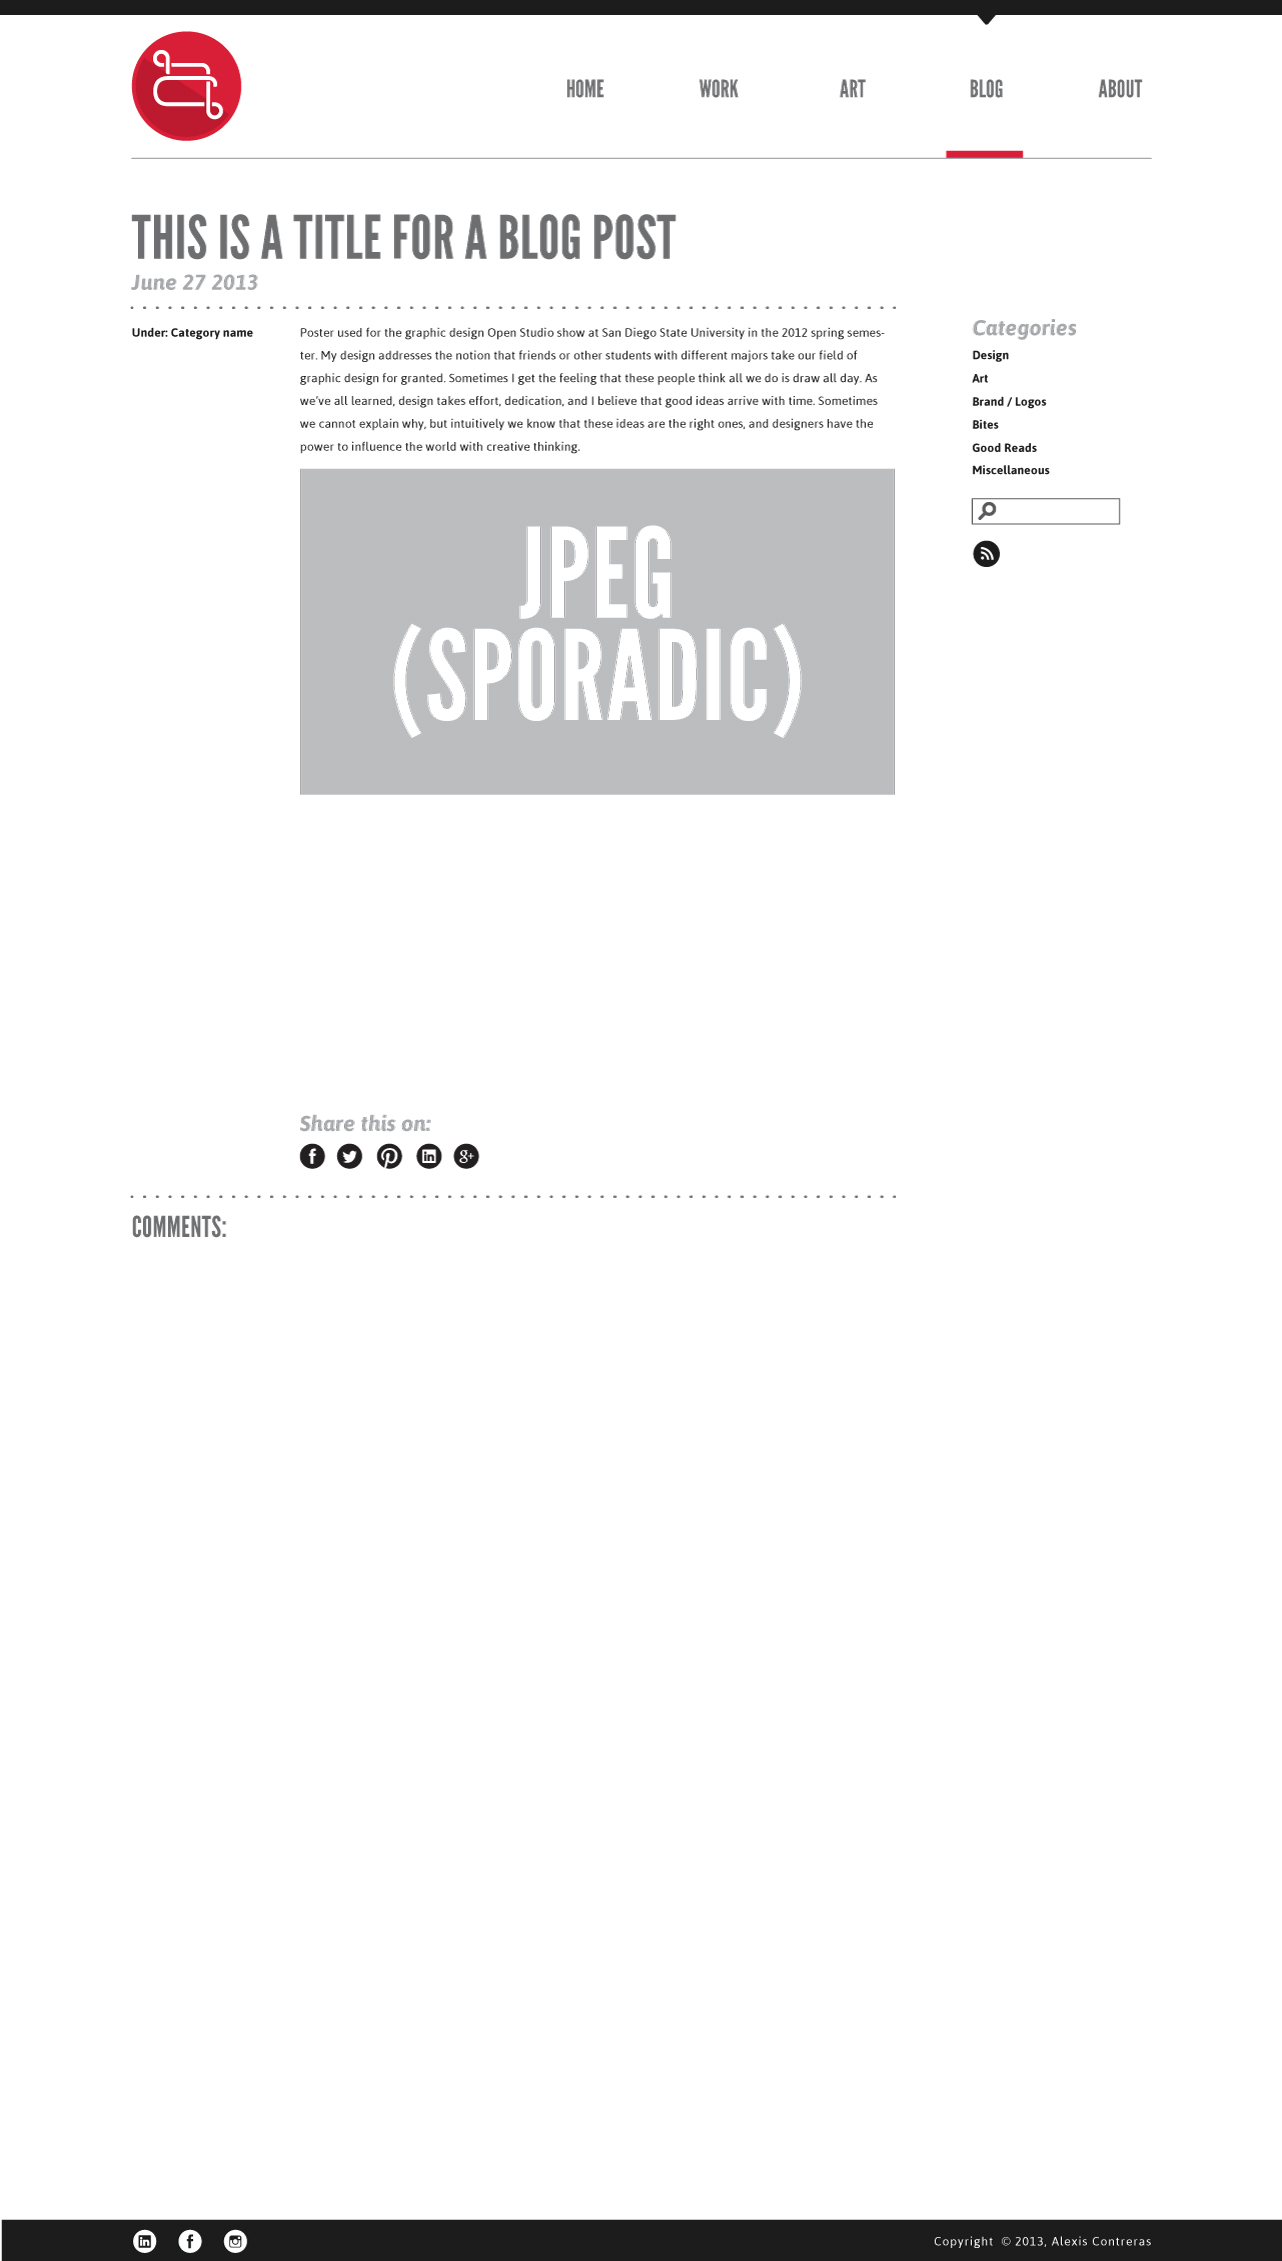 HOME WORK ART BLOG ABOUT
THIS IS A TITLE FOR A BLOG POST
June 27 2013
Under: Category name
Poster used for the graphic design Open Studio show at San Diego State University in the 2012 spring semes-
ter. My design addresses the notion that friends or other students with different majors take our field of
graphic design for granted. Sometimes I get the feeling that these people think all we do is draw all day. As
we've all learned, design takes effort, dedication, and I believe that good ideas arrive with time. Sometimes
we cannot explain why, but intuitively we know that these ideas are the right ones, and designers have the
power to influence the world with creative thinking.
JPEG
(SPORADIC)
Categories
Design
Art
Brand / Logos
Bites
Good Reads
Miscellaneous
Share this on:
COMMENTS:
Copyright © 2013, Alexis Contreras